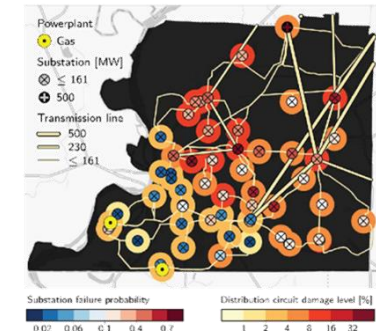 Powerplant
Gas
Substation [MW]
≤ 161
500
Transmission line
500
230
≤ 161
Substation failure probability
0.02 0.06 0.1 0.4 0.7
Distribution circuit damage level [%]
1 2 4 8 16 32